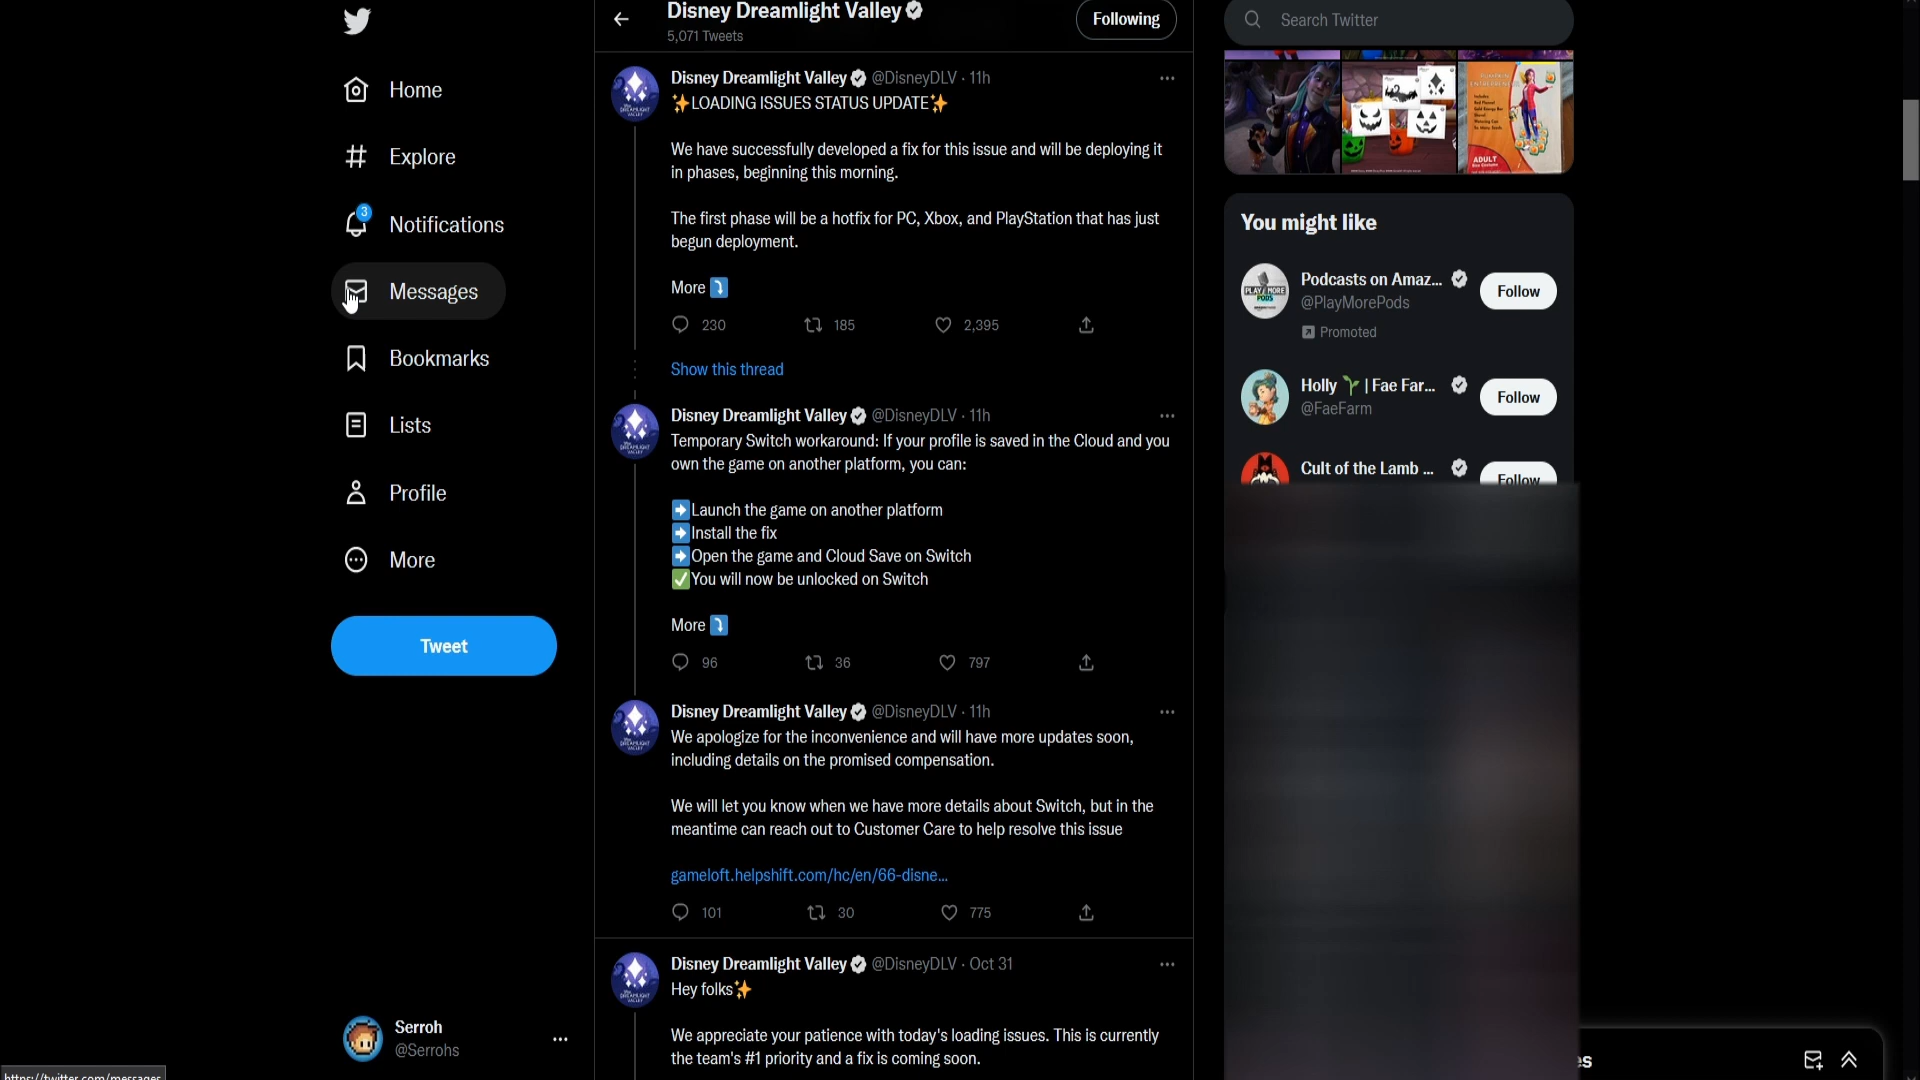 Home
Explore
3
Notifications
Messages
Bookmarks
Lists
Profile
More
Tweet
Serroh
@Serrohs
https://twitter.com/messages
Disney Dreamlight Valley
5,071 Tweets
Following
Disney Dreamlight Valley @DisneyDLV · 11h
✨LOADING ISSUES STATUS UPDATE✨
We have successfully developed a fix for this issue and will be deploying it
in phases, beginning this morning.
The first phase will be a hotfix for PC, Xbox, and PlayStation that has just
begun deployment.
More ⤵️
230 185 2,395
Show this thread
Disney Dreamlight Valley @DisneyDLV · 11h
Temporary Switch workaround: If your profile is saved in the Cloud and you
own the game on another platform, you can:
➡️Launch the game on another platform
➡️Install the fix
➡️Open the game and Cloud Save on Switch
✅You will now be unlocked on Switch
More ⤵️
96 36 797
Disney Dreamlight Valley @DisneyDLV · 11h
We apologize for the inconvenience and will have more updates soon,
including details on the promised compensation.
We will let you know when we have more details about Switch, but in the
meantime can reach out to Customer Care to help resolve this issue
gameloft.helpshift.com/hc/en/66-disne...
101 30 775
Disney Dreamlight Valley @DisneyDLV · Oct 31
Hey folks✨
We appreciate your patience with today's loading issues. This is currently
the team's #1 priority and a fix is coming soon.
Search Twitter
ADULT
You might like
Podcasts on Amaz...
@PlayMorePods
Promoted
Follow
PLAY MORE
PODS
Holly 🌱 | Fae Far...
@FaeFarm
Follow
Cult of the Lamb ...
Follow
es